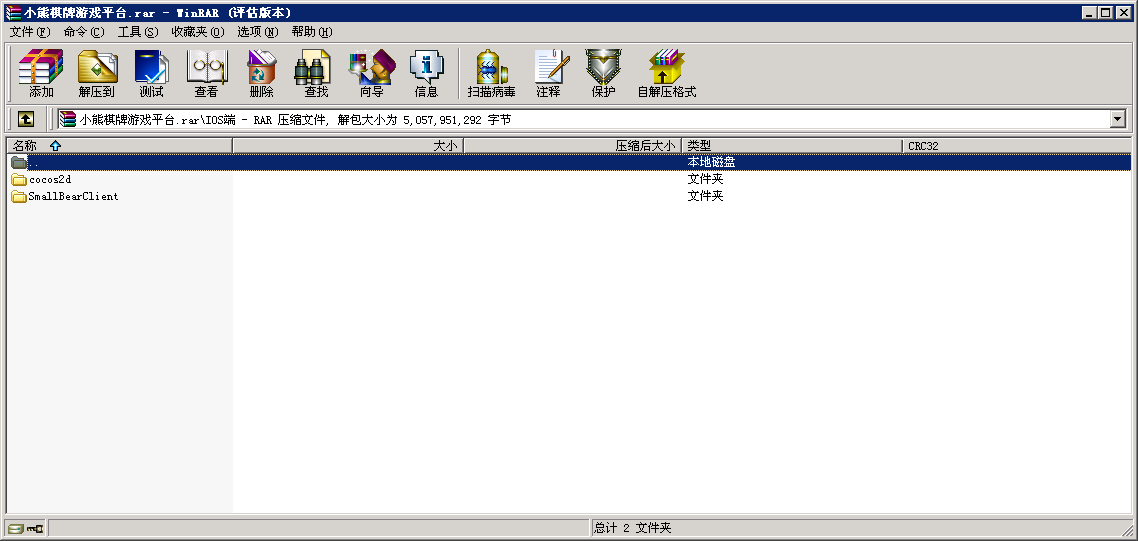 小熊棋牌游戏平台.rar - WinRAR (评估版本)
文件(F) 命令(C) 工具(S) 收藏夹(O) 选项(N) 帮助(H)
添加 解压到 测试 查看 删除 查找 向导 信息 扫描病毒 注释 保护 自解压格式
小熊棋牌游戏平台.rar\IOS端 - RAR 压缩文件, 解包大小为 5,057,951,292 字节
名称 大小 压缩后大小 类型 CRC32
.. 本地磁盘
cocos2d 文件夹
SmallBearClient 文件夹
总计 2 文件夹